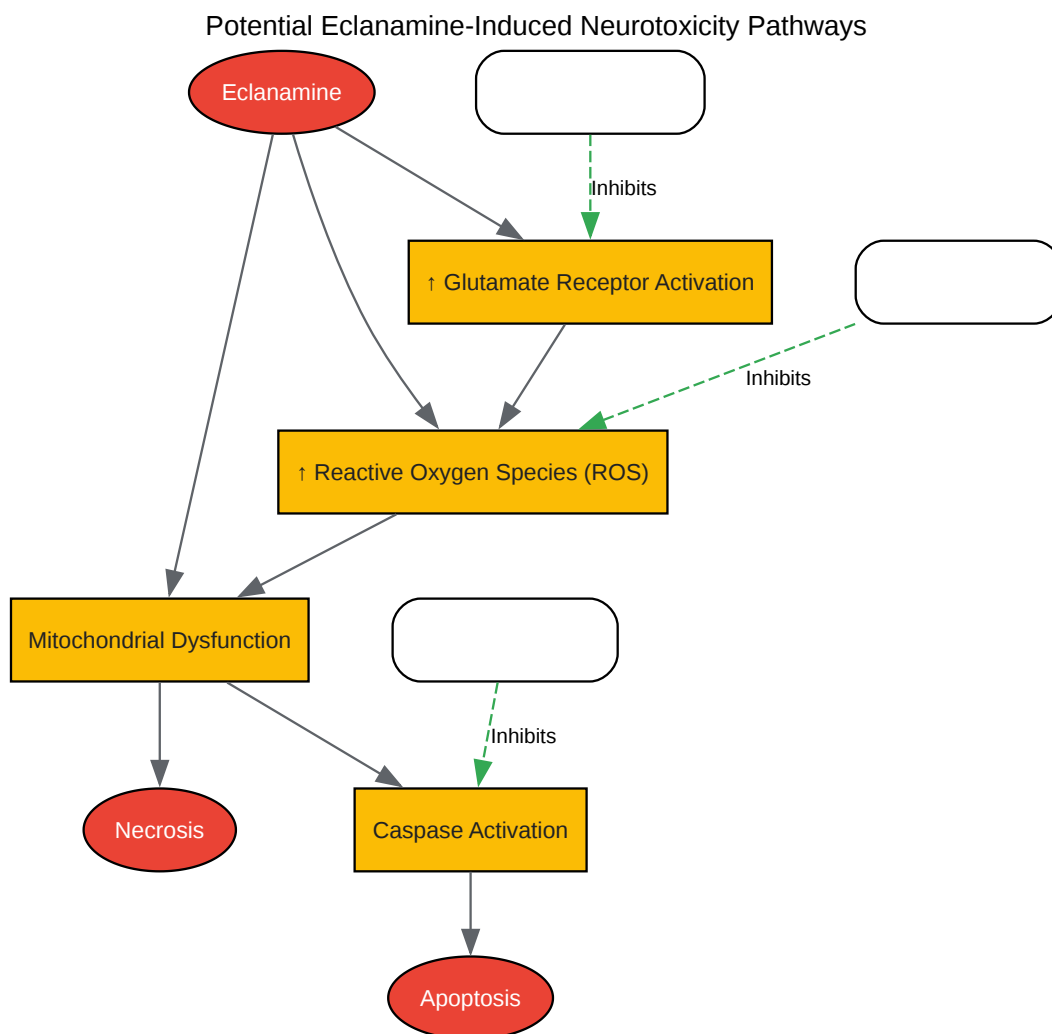 Potential Eclanamine-Induced Neurotoxicity Pathways
Eclanamine
Inhibits
↑ Glutamate Receptor Activation
Inhibits
↑ Reactive Oxygen Species (ROS)
Mitochondrial Dysfunction
Inhibits
Necrosis
Caspase Activation
Apoptosis